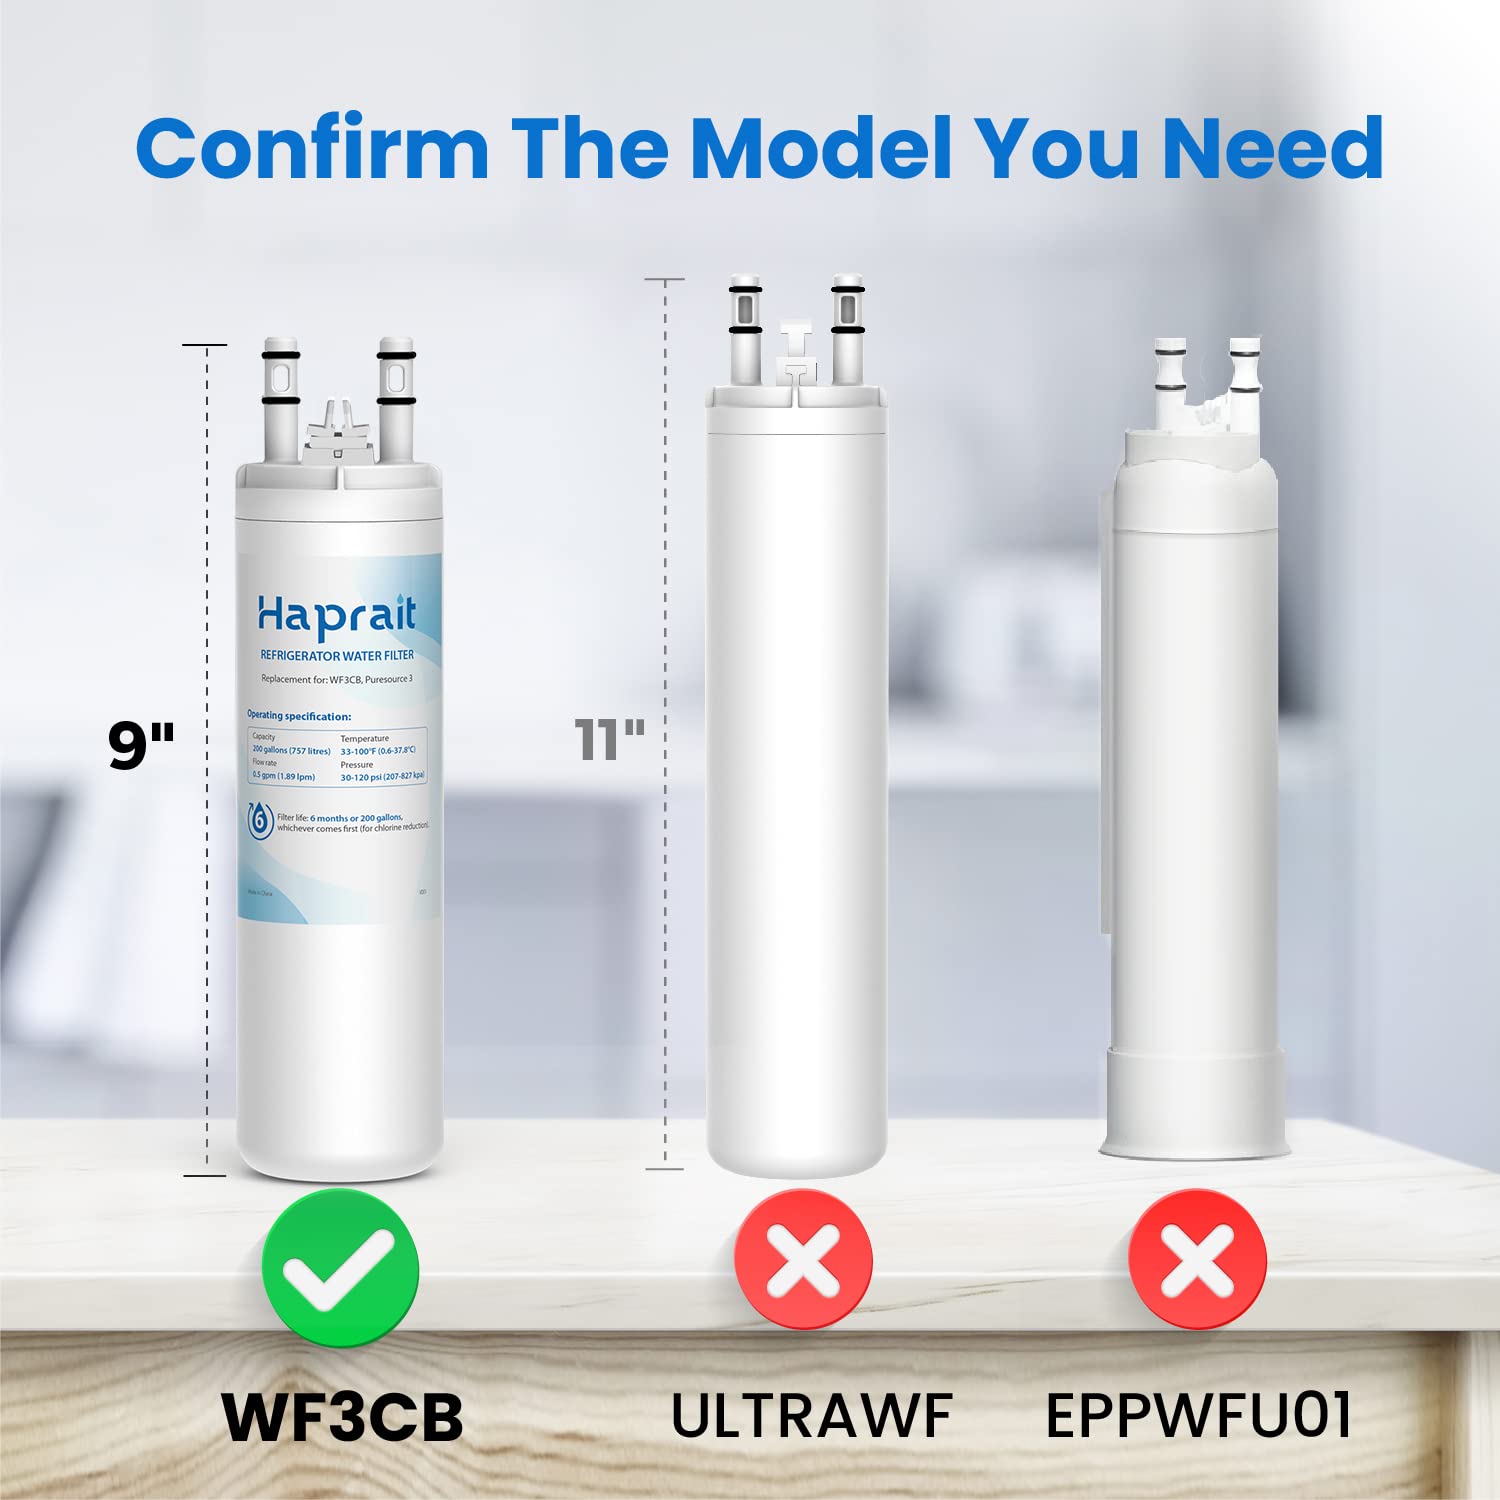 Confirm The Model You Need
9"
11"
Haprait
REFRIGERATOR WATER FILTER
Replacement for: WF3CB, Puresource 3
Operating specification:
Capacity
200 gallons (757 litres)
Temperature
33-100°F (0.6-37.8°C)
Flow rate
0.5 gpm (1.89 lpm)
Pressure
30-120 psi (207-827 kpa)
6
Filter life: 6 months or 200 gallons,
whichever comes first (for chlorine reduction).
Made in China
WF3CB
ULTRAWF
EPPWFU01